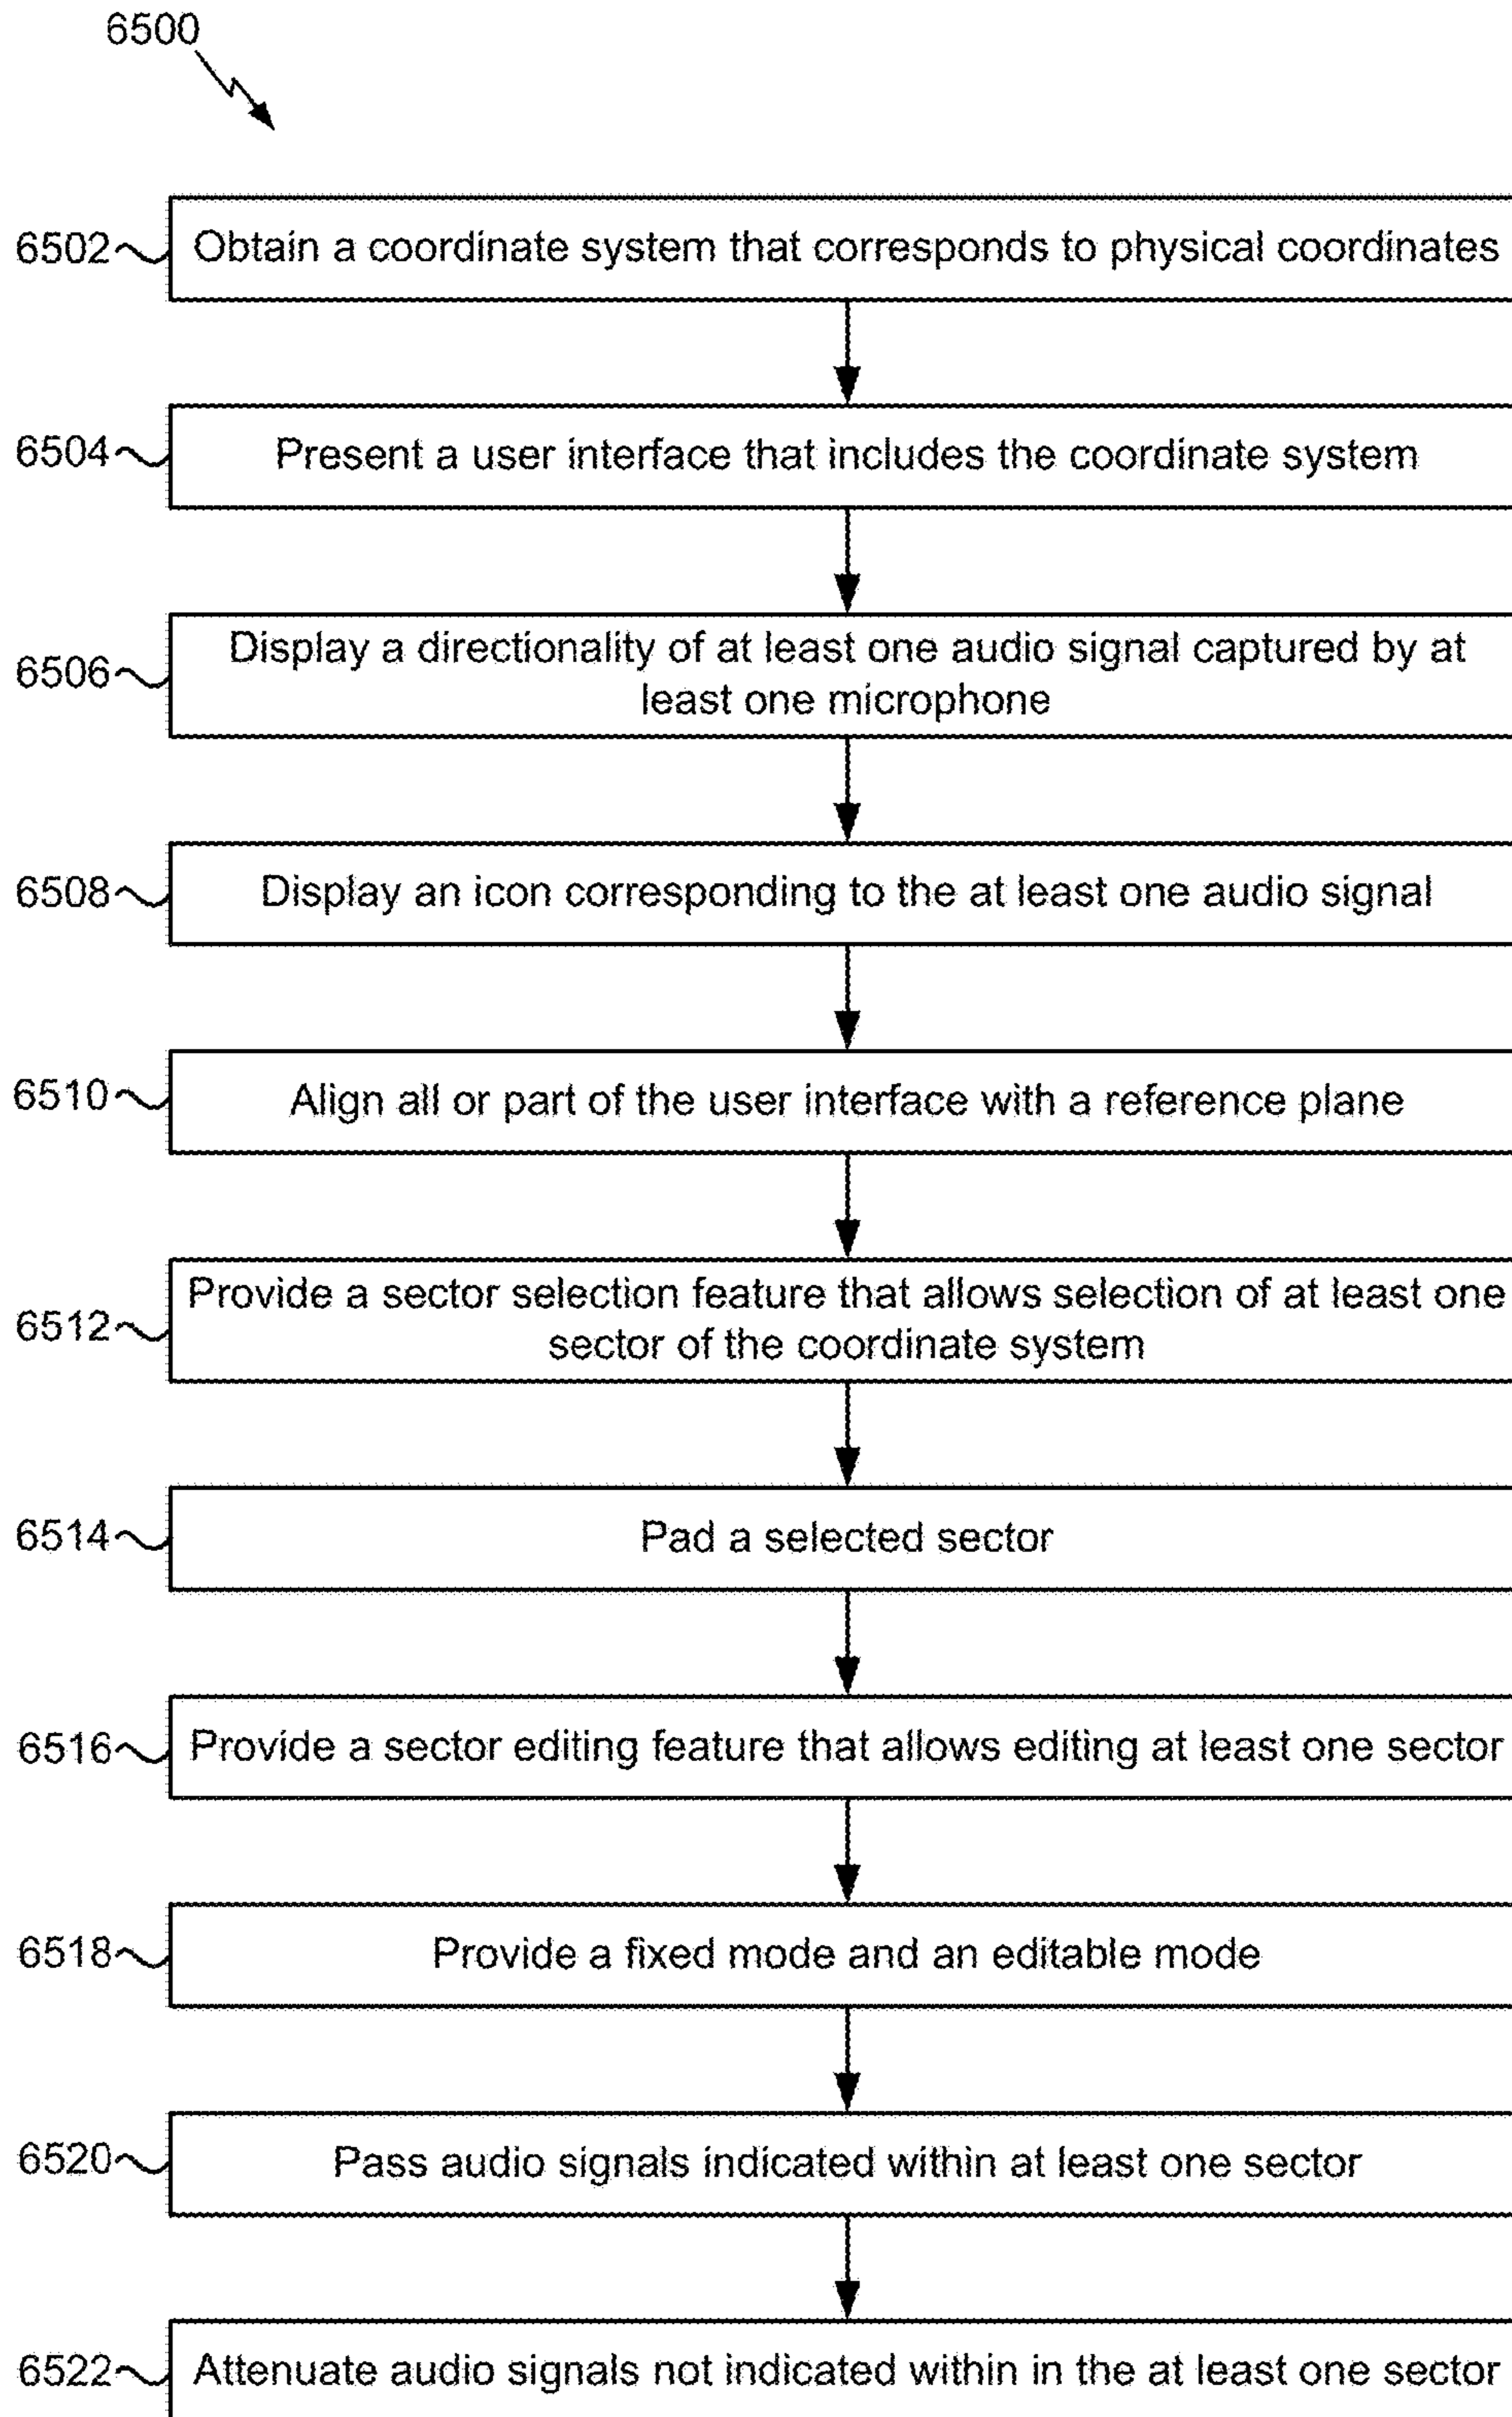 6500
6502 Obtain a coordinate system that corresponds to physical coordinates
6504 Present a user interface that includes the coordinate system
6506 Display a directionality of at least one audio signal captured by at
least one microphone
6508 Display an icon corresponding to the at least one audio signal
6510 Align all or part of the user interface with a reference plane
6512 Provide a sector selection feature that allows selection of at least one
sector of the coordinate system
6514 Pad a selected sector
6516 Provide a sector editing feature that allows editing at least one sector
6518 Provide a fixed mode and an editable mode
6520 Pass audio signals indicated within at least one sector
6522 Attenuate audio signals not indicated within in the at least one sector